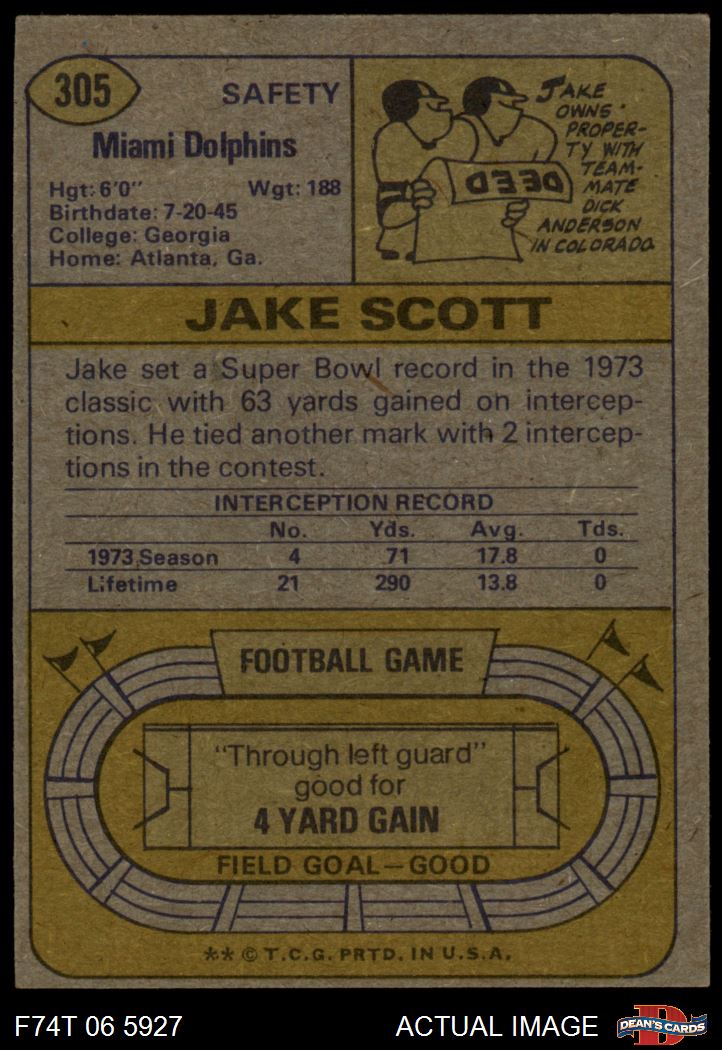 305
SAFETY
Miami Dolphins
Hgt: 6'0" Wgt: 188
Birthdate: 7-20-45
College: Georgia
Home: Atlanta, Ga.
JAKE
OWNS
PROPER-
TY WITH
TEAM-
MATE
DICK
ANDERSON
IN COLORADO
DEED
JAKE SCOTT
Jake set a Super Bowl record in the 1973
classic with 63 yards gained on intercep-
tions. He tied another mark with 2 intercep-
tions in the contest.
INTERCEPTION RECORD
No. Yds. Avg. Tds.
1973 Season 4 71 17.8 0
Lifetime 21 290 13.8 0
FOOTBALL GAME
"Through left guard"
good for
4 YARD GAIN
FIELD GOAL—GOOD
** © T.C.G. PRTD. IN U.S.A.
F74T 06 5927
ACTUAL IMAGE
D
DEAN'S CARDS